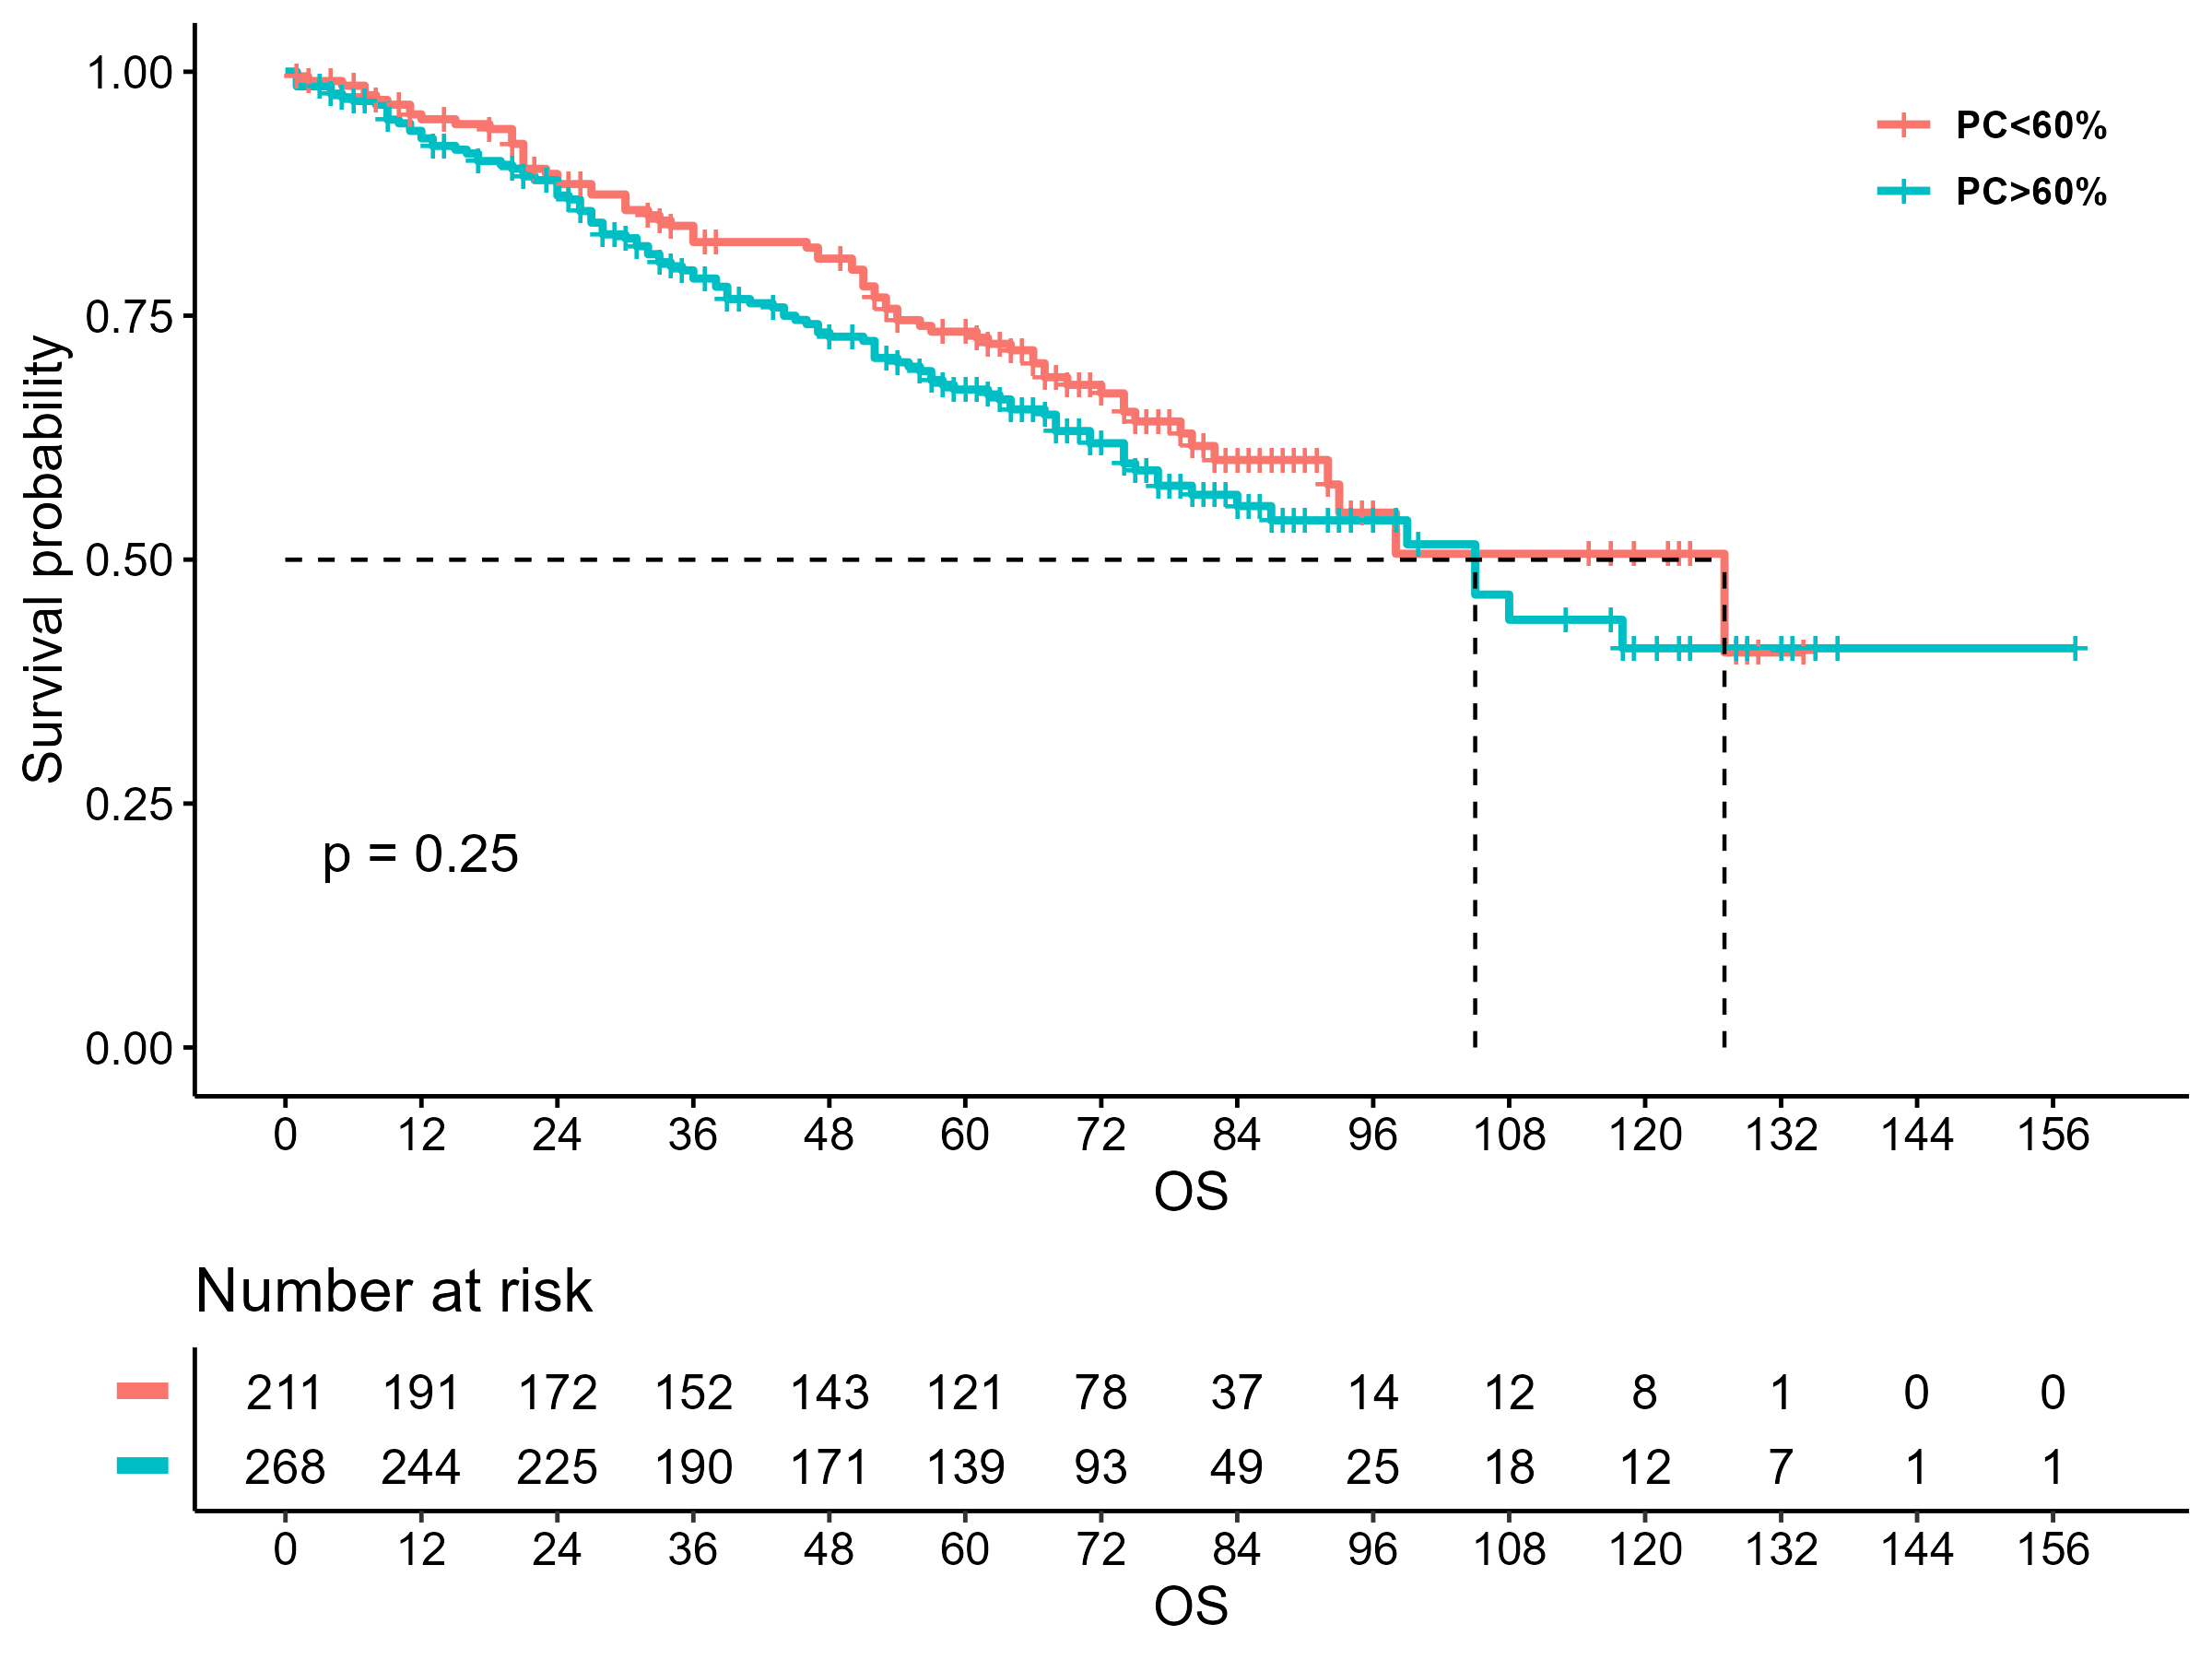 1.00
0.75
0.50
0.25
0.00
Survival probability
PC<60%
PC>60%
p = 0.25
0 12 24 36 48 60 72 84 96 108 120 132 144 156
OS
Number at risk
211 191 172 152 143 121 78 37 14 12 8 1 0 0
268 244 225 190 171 139 93 49 25 18 12 7 1 1
0 12 24 36 48 60 72 84 96 108 120 132 144 156
OS